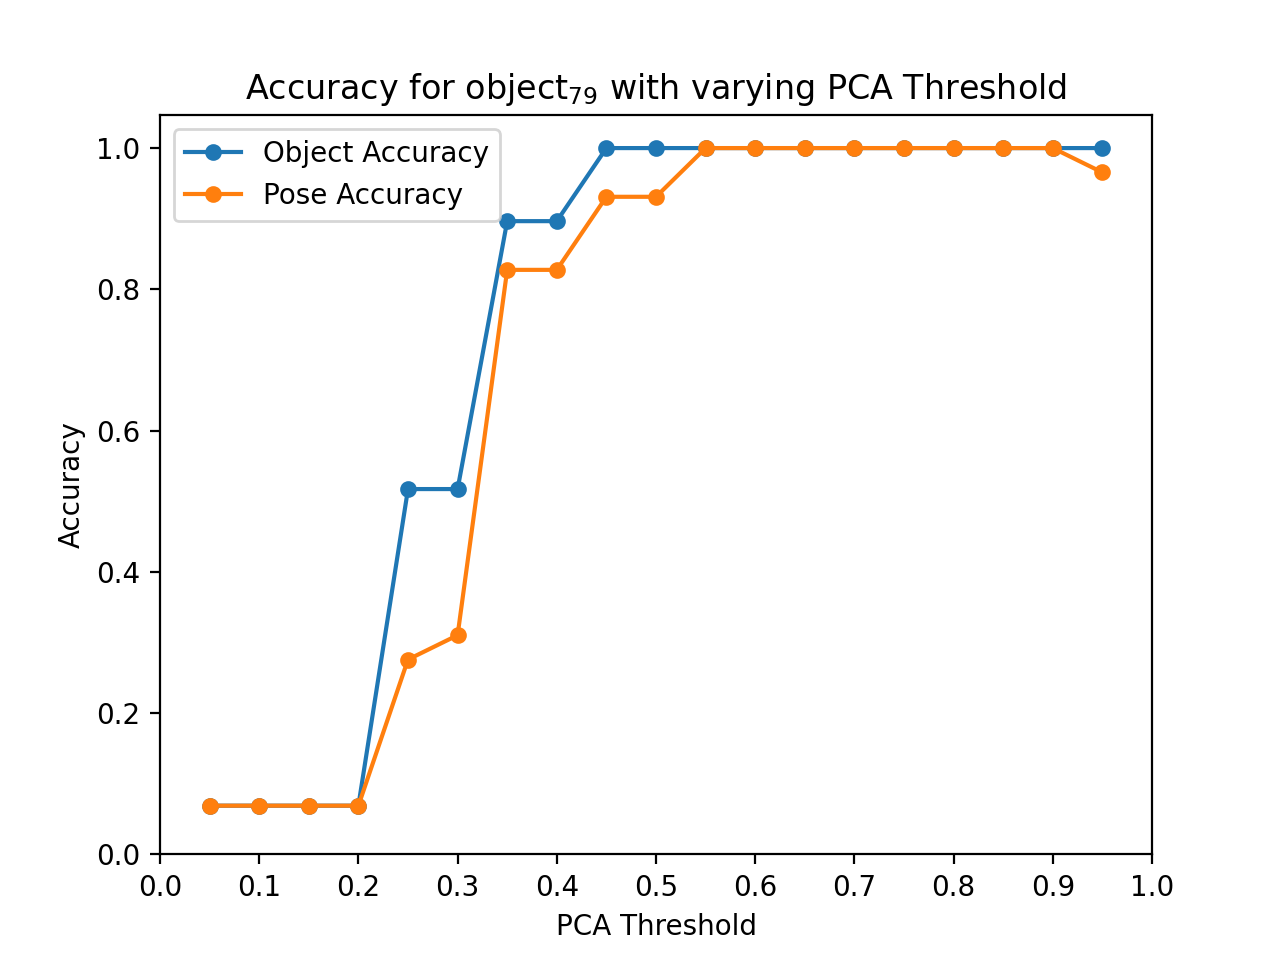 Accuracy for object₇₉ with varying PCA Threshold
Object Accuracy
Pose Accuracy
1.0
0.8
0.6
0.4
0.2
0.0
Accuracy
0.0 0.1 0.2 0.3 0.4 0.5 0.6 0.7 0.8 0.9 1.0
PCA Threshold